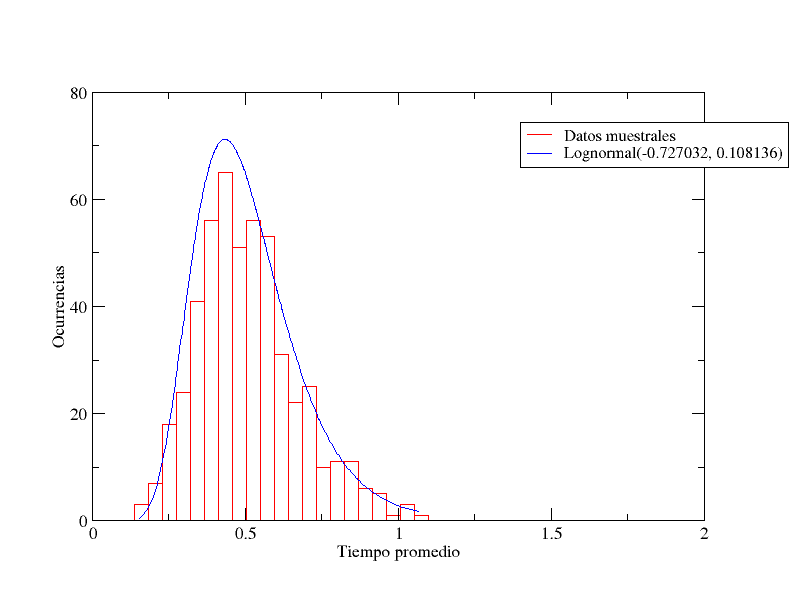 80
60
40
20
0
Ocurrencias
Datos muestrales
Lognormal(-0.727032, 0.108136)
0 0.5 1 1.5 2
Tiempo promedio